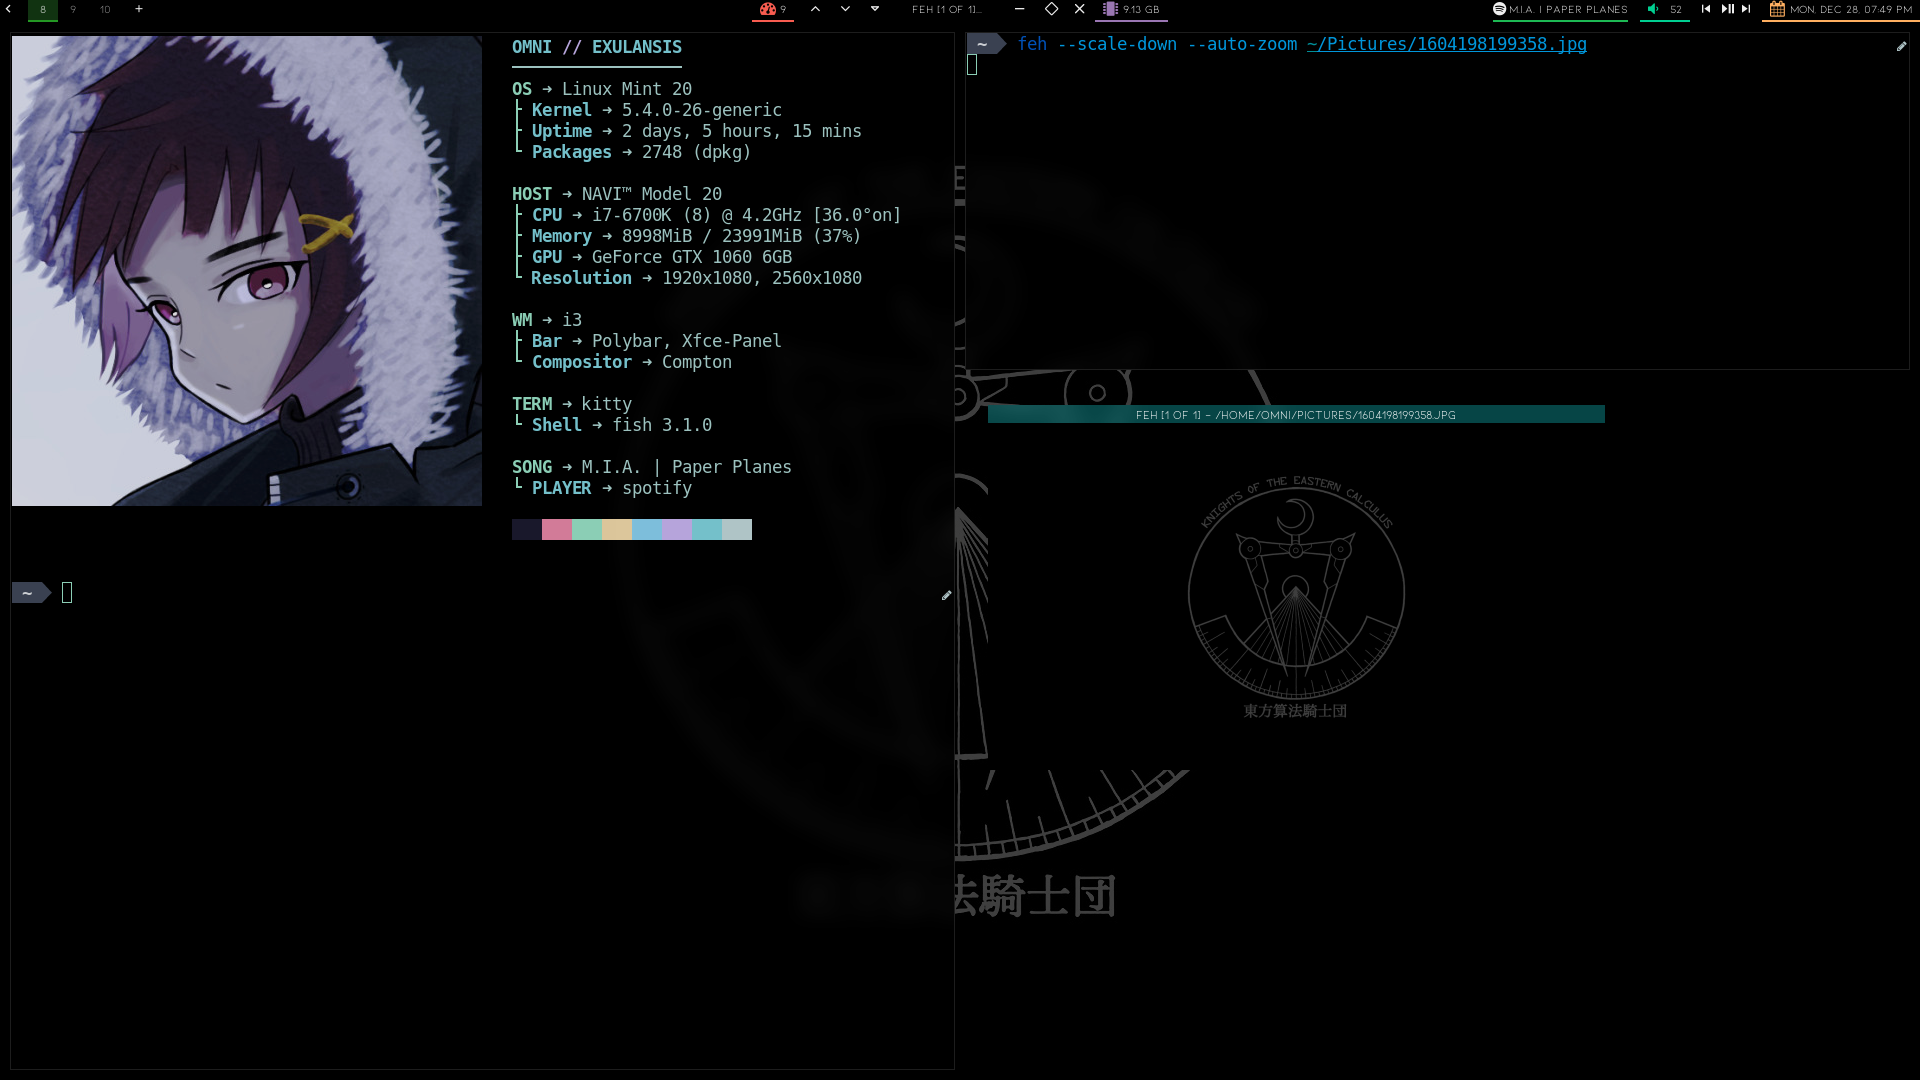 8 9 10 +
9
FEH [1 OF 1]...
9.13 GB
M.I.A. | PAPER PLANES
52
MON, DEC 28, 07:49 PM
OMNI // EXULANSIS
OS → Linux Mint 20
Kernel → 5.4.0-26-generic
Uptime → 2 days, 5 hours, 15 mins
Packages → 2748 (dpkg)
HOST → NAVI™ Model 20
CPU → i7-6700K (8) @ 4.2GHz [36.0°on]
Memory → 8998MiB / 23991MiB (37%)
GPU → GeForce GTX 1060 6GB
Resolution → 1920x1080, 2560x1080
WM → i3
Bar → Polybar, Xfce-Panel
Compositor → Compton
TERM → kitty
Shell → fish 3.1.0
SONG → M.I.A. | Paper Planes
PLAYER → spotify
~
~ feh --scale-down --auto-zoom ~/Pictures/1604198199358.jpg
FEH [1 OF 1] - /HOME/OMNI/PICTURES/1604198199358.JPG
KNIGHTS OF THE EASTERN CALCULUS
東方算法騎士団
法騎士団